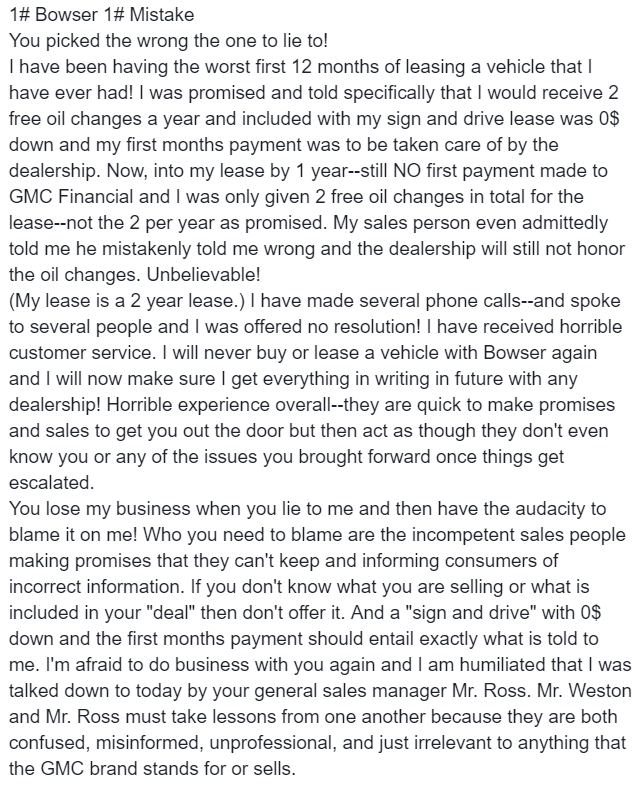 1# Bowser 1# Mistake
You picked the wrong the one to lie to!
I have been having the worst first 12 months of leasing a vehicle that I
have ever had! I was promised and told specifically that I would receive 2
free oil changes a year and included with my sign and drive lease was 0$
down and my first months payment was to be taken care of by the
dealership. Now, into my lease by 1 year--still NO first payment made to
GMC Financial and I was only given 2 free oil changes in total for the
lease--not the 2 per year as promised. My sales person even admittedly
told me he mistakenly told me wrong and the dealership will still not honor
the oil changes. Unbelievable!
(My lease is a 2 year lease.) I have made several phone calls--and spoke
to several people and I was offered no resolution! I have received horrible
customer service. I will never buy or lease a vehicle with Bowser again
and I will now make sure I get everything in writing in future with any
dealership! Horrible experience overall--they are quick to make promises
and sales to get you out the door but then act as though they don't even
know you or any of the issues you brought forward once things get
escalated.
You lose my business when you lie to me and then have the audacity to
blame it on me! Who you need to blame are the incompetent sales people
making promises that they can't keep and informing consumers of
incorrect information. If you don't know what you are selling or what is
included in your "deal" then don't offer it. And a "sign and drive" with 0$
down and the first months payment should entail exactly what is told to
me. I'm afraid to do business with you again and I am humiliated that I was
talked down to today by your general sales manager Mr. Ross. Mr. Weston
and Mr. Ross must take lessons from one another because they are both
confused, misinformed, unprofessional, and just irrelevant to anything that
the GMC brand stands for or sells.